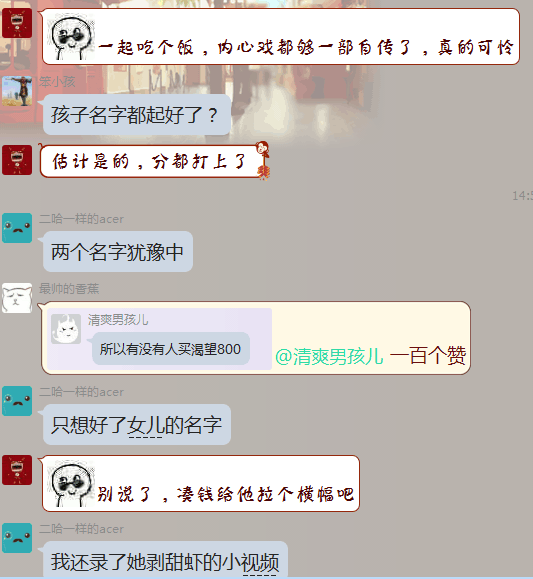 一起吃个饭，内心戏都够一部自传了，真的可怜
笨小孩
孩子名字都起好了？
估计是的，分都打上了
14:5
二哈一样的acer
两个名字犹豫中
最帅的香蕉
清爽男孩儿
所以有没有人买渴望800
@清爽男孩儿 一百个赞
二哈一样的acer
只想好了女儿的名字
别说了，凑钱给他拉个横幅吧
二哈一样的acer
我还录了她剥甜虾的小视频